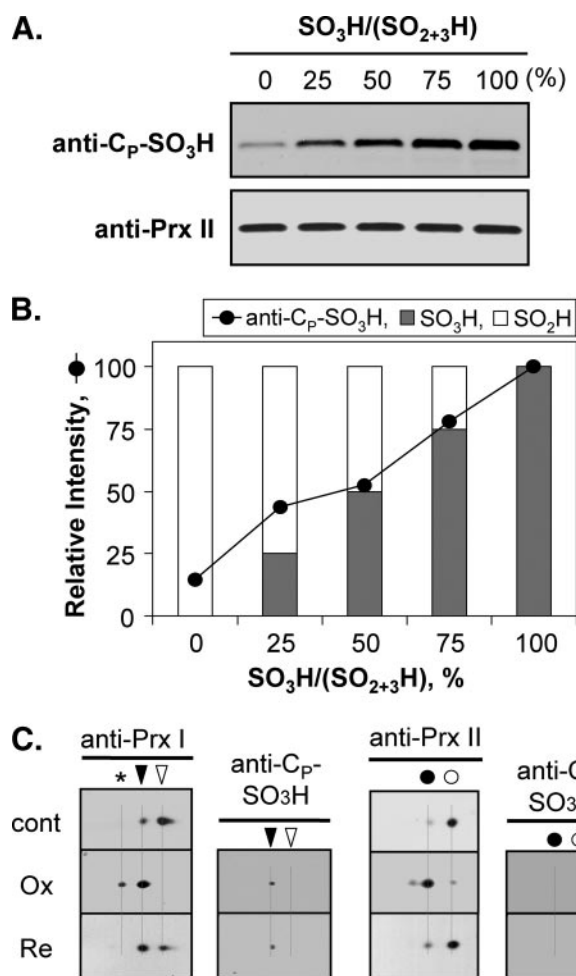 A.
SO₃H/(SO₂₊₃H)
0 25 50 75 100 (%)
anti-Cₚ-SO₃H
anti-Prx II
B.
anti-Cₚ-SO₃H, SO₃H, SO₂H
Relative Intensity,
100
75
50
25
0
0 25 50 75 100
SO₃H/(SO₂₊₃H), %
C.
anti-Prx I
anti-Cₚ-
SO₃H
anti-Prx II
anti-C
SO₃
*
cont
Ox
Re